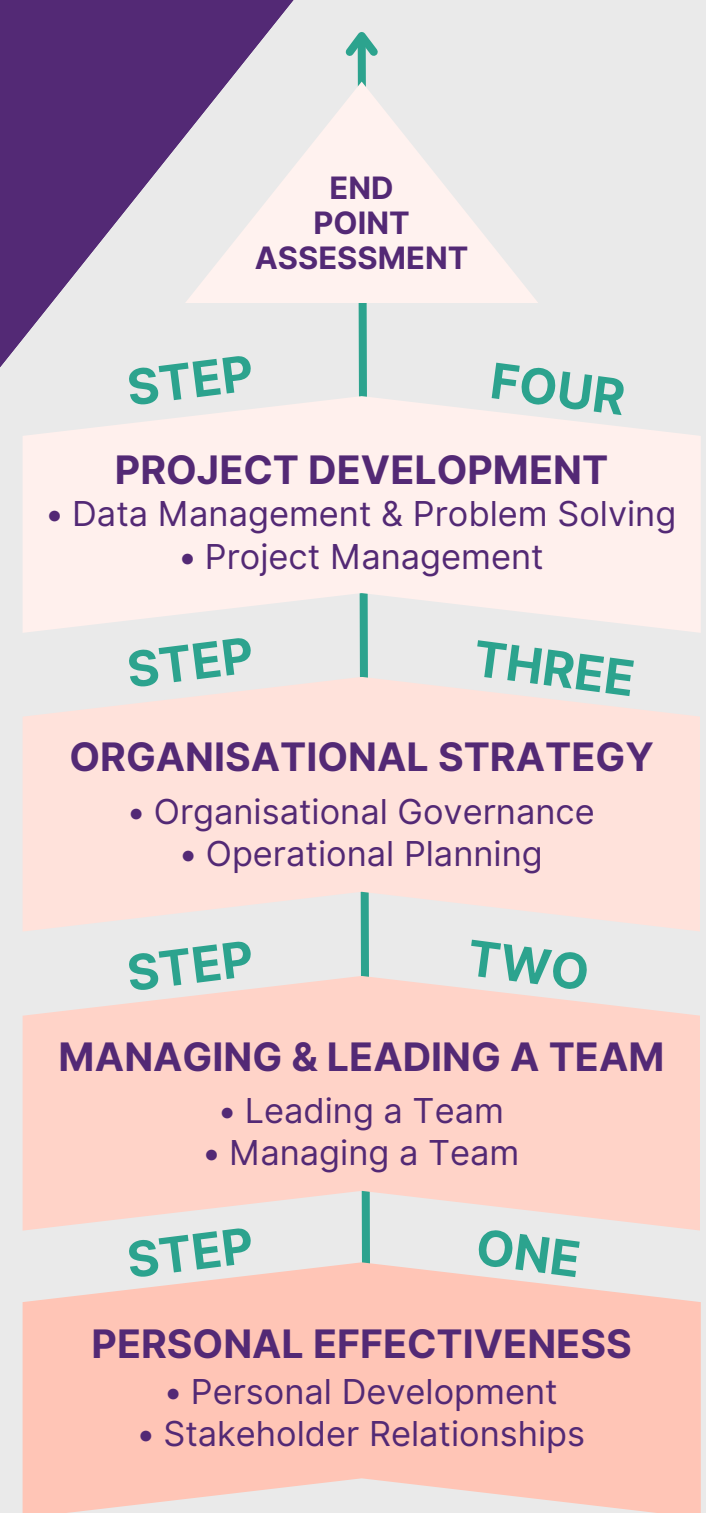 END
POINT
ASSESSMENT
STEP FOUR
PROJECT DEVELOPMENT
• Data Management & Problem Solving
• Project Management
STEP THREE
ORGANISATIONAL STRATEGY
• Organisational Governance
• Operational Planning
STEP TWO
MANAGING & LEADING A TEAM
• Leading a Team
• Managing a Team
STEP ONE
PERSONAL EFFECTIVENESS
• Personal Development
• Stakeholder Relationships